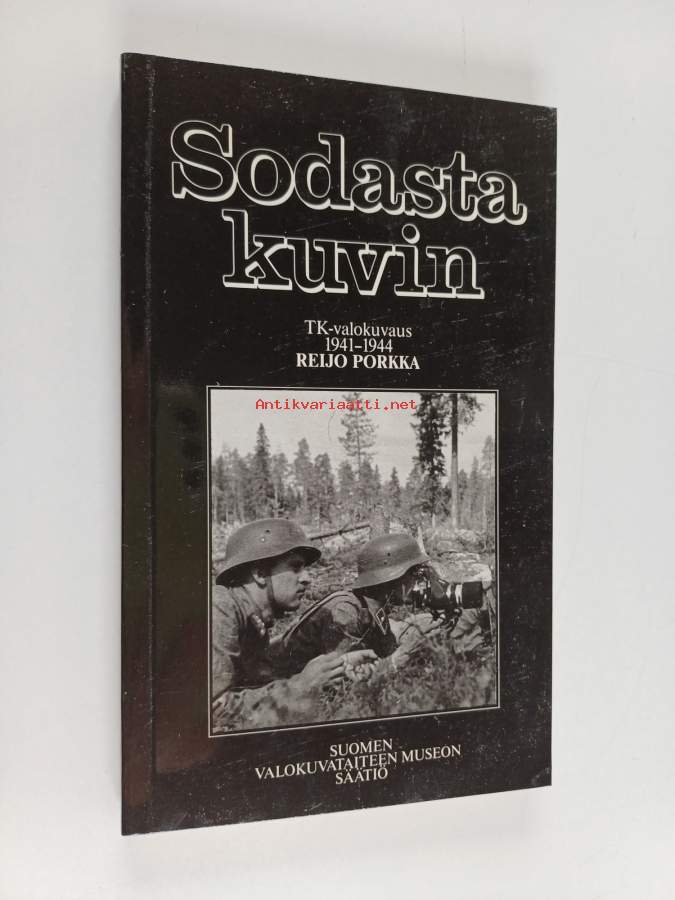 Sodasta
kuvin
TK-valokuvaus
1941–1944
REIJO PORKKA
Antikvariaatti.net
SUOMEN
VALOKUVATAITEEN MUSEON
SÄÄTIÖ